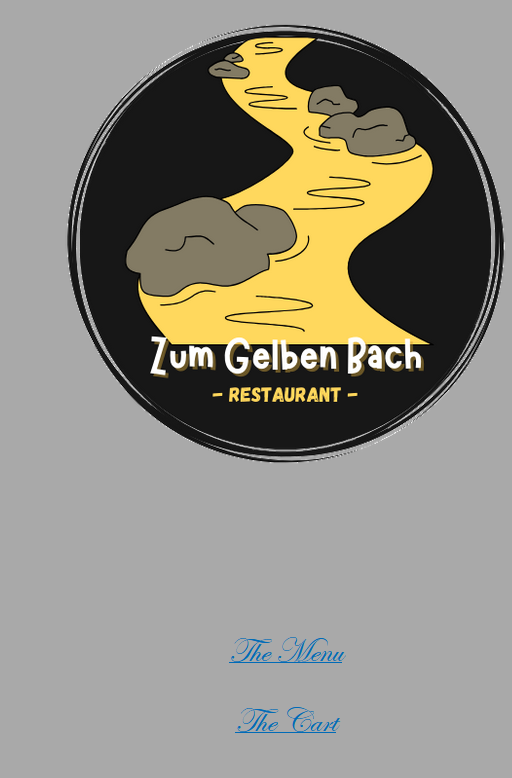 Zum Gelben Bach
– RESTAURANT –
The Menu
The Cart